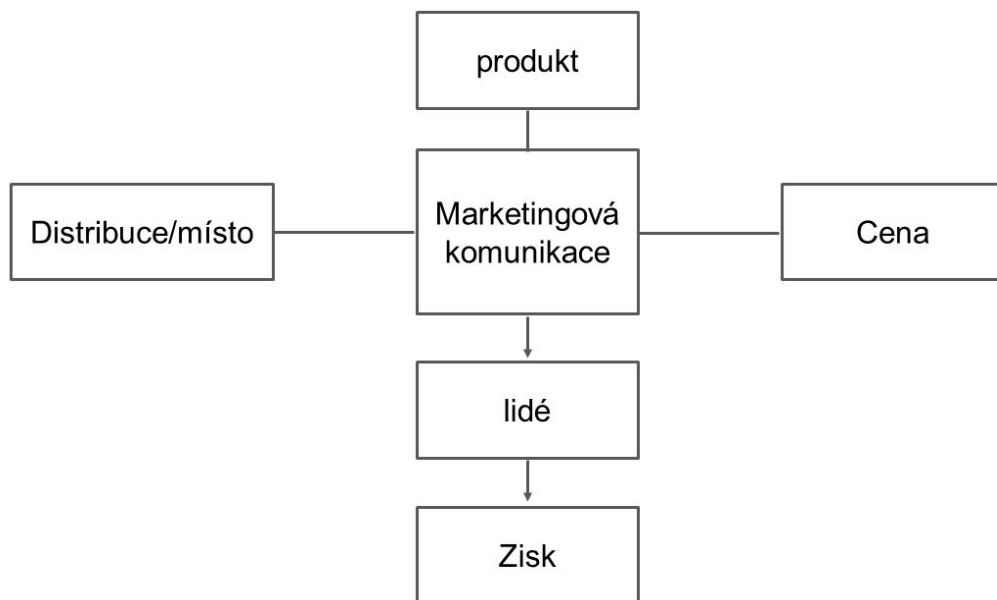 produkt
Distribuce/místo
Marketingová
komunikace
Cena
lidé
Zisk